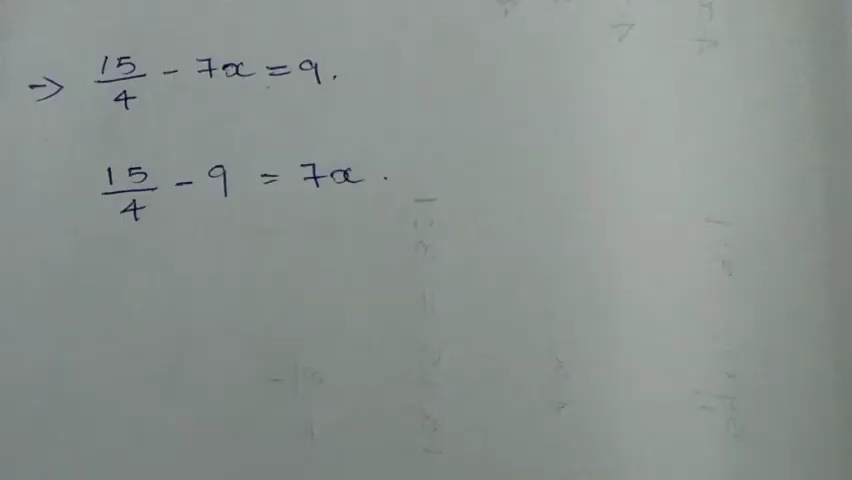 → 15/4 - 7x = 9.
15/4 - 9 = 7x.